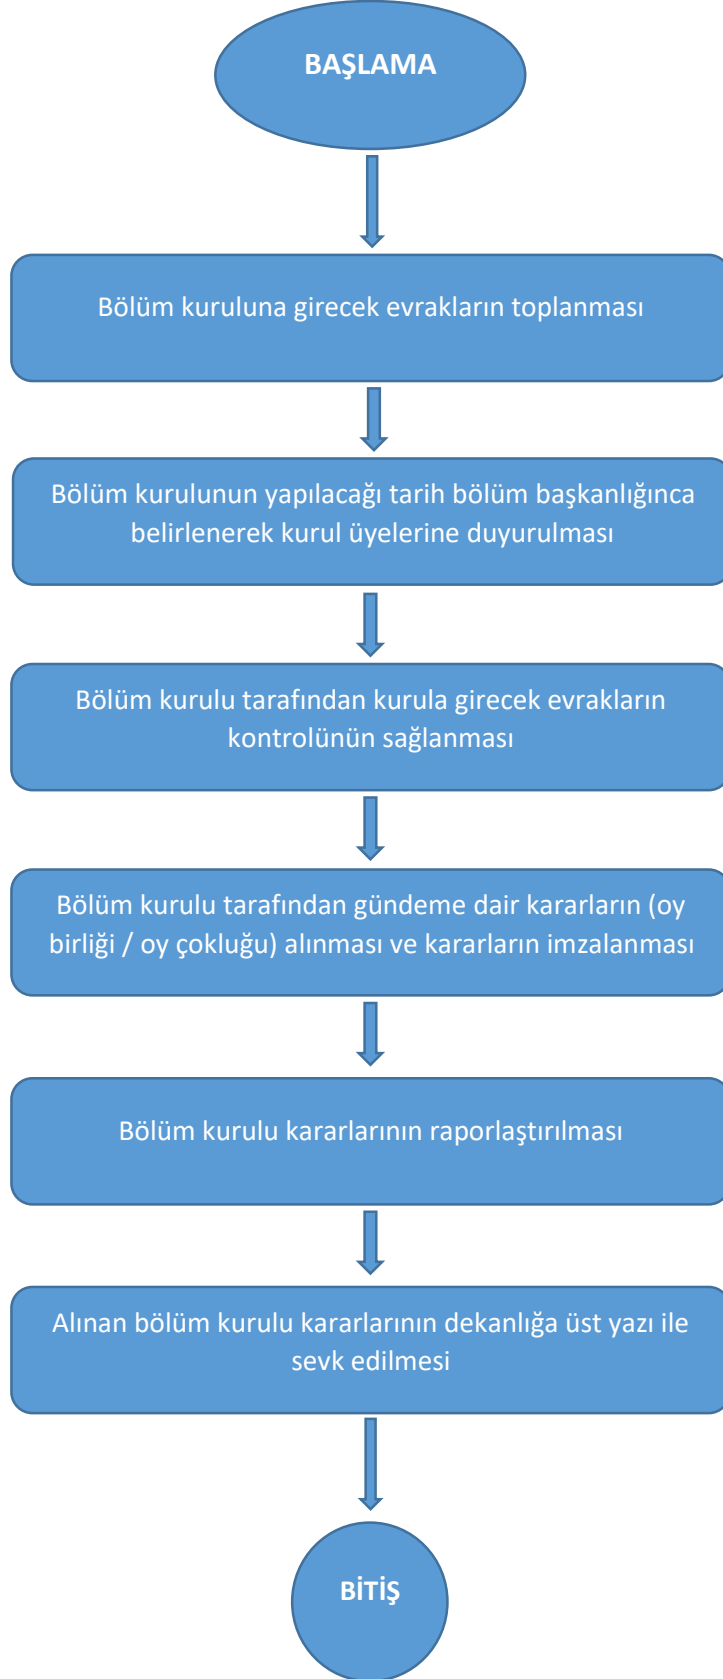 BAŞLAMA
Bölüm kuruluna girecek evrakların toplanması
Bölüm kurulunun yapılacağı tarih bölüm başkanlığınca
belirlenerek kurul üyelerine duyurulması
Bölüm kurulu tarafından kurula girecek evrakların
kontrolünün sağlanması
Bölüm kurulu tarafından gündeme dair kararların (oy
birliği / oy çokluğu) alınması ve kararların imzalanması
Bölüm kurulu kararlarının raporlaştırılması
Alınan bölüm kurulu kararlarının dekanlığa üst yazı ile
sevk edilmesi
BİTİŞ